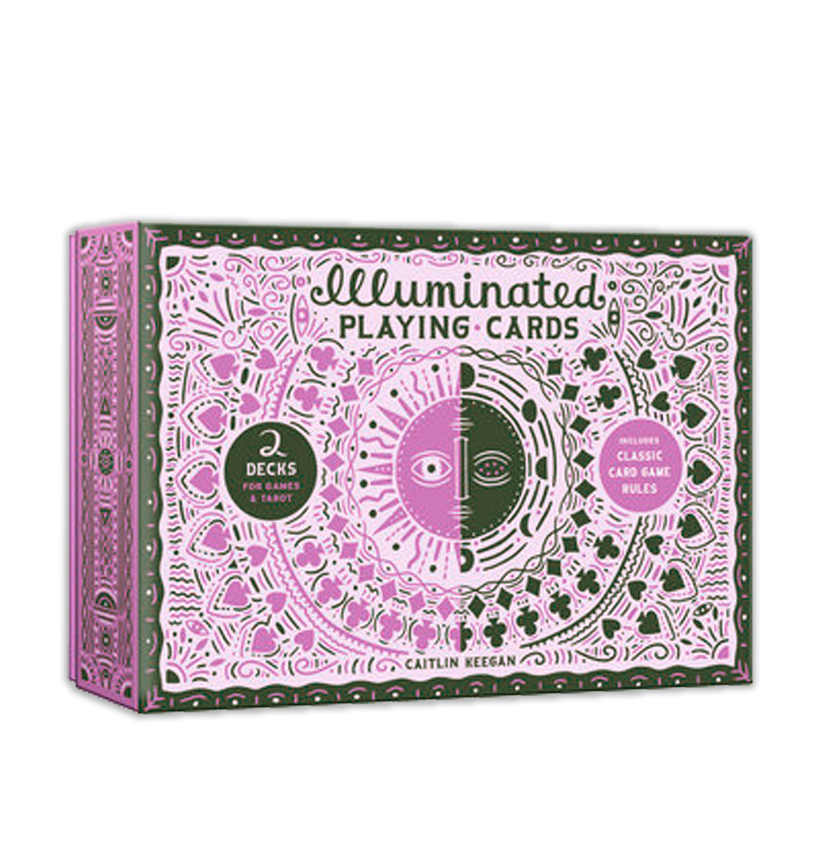 Illuminated
PLAYING·CARDS
2
DECKS
FOR GAMES
& TAROT
INCLUDES
CLASSIC
CARD GAME
RULES
CAITLIN KEEGAN